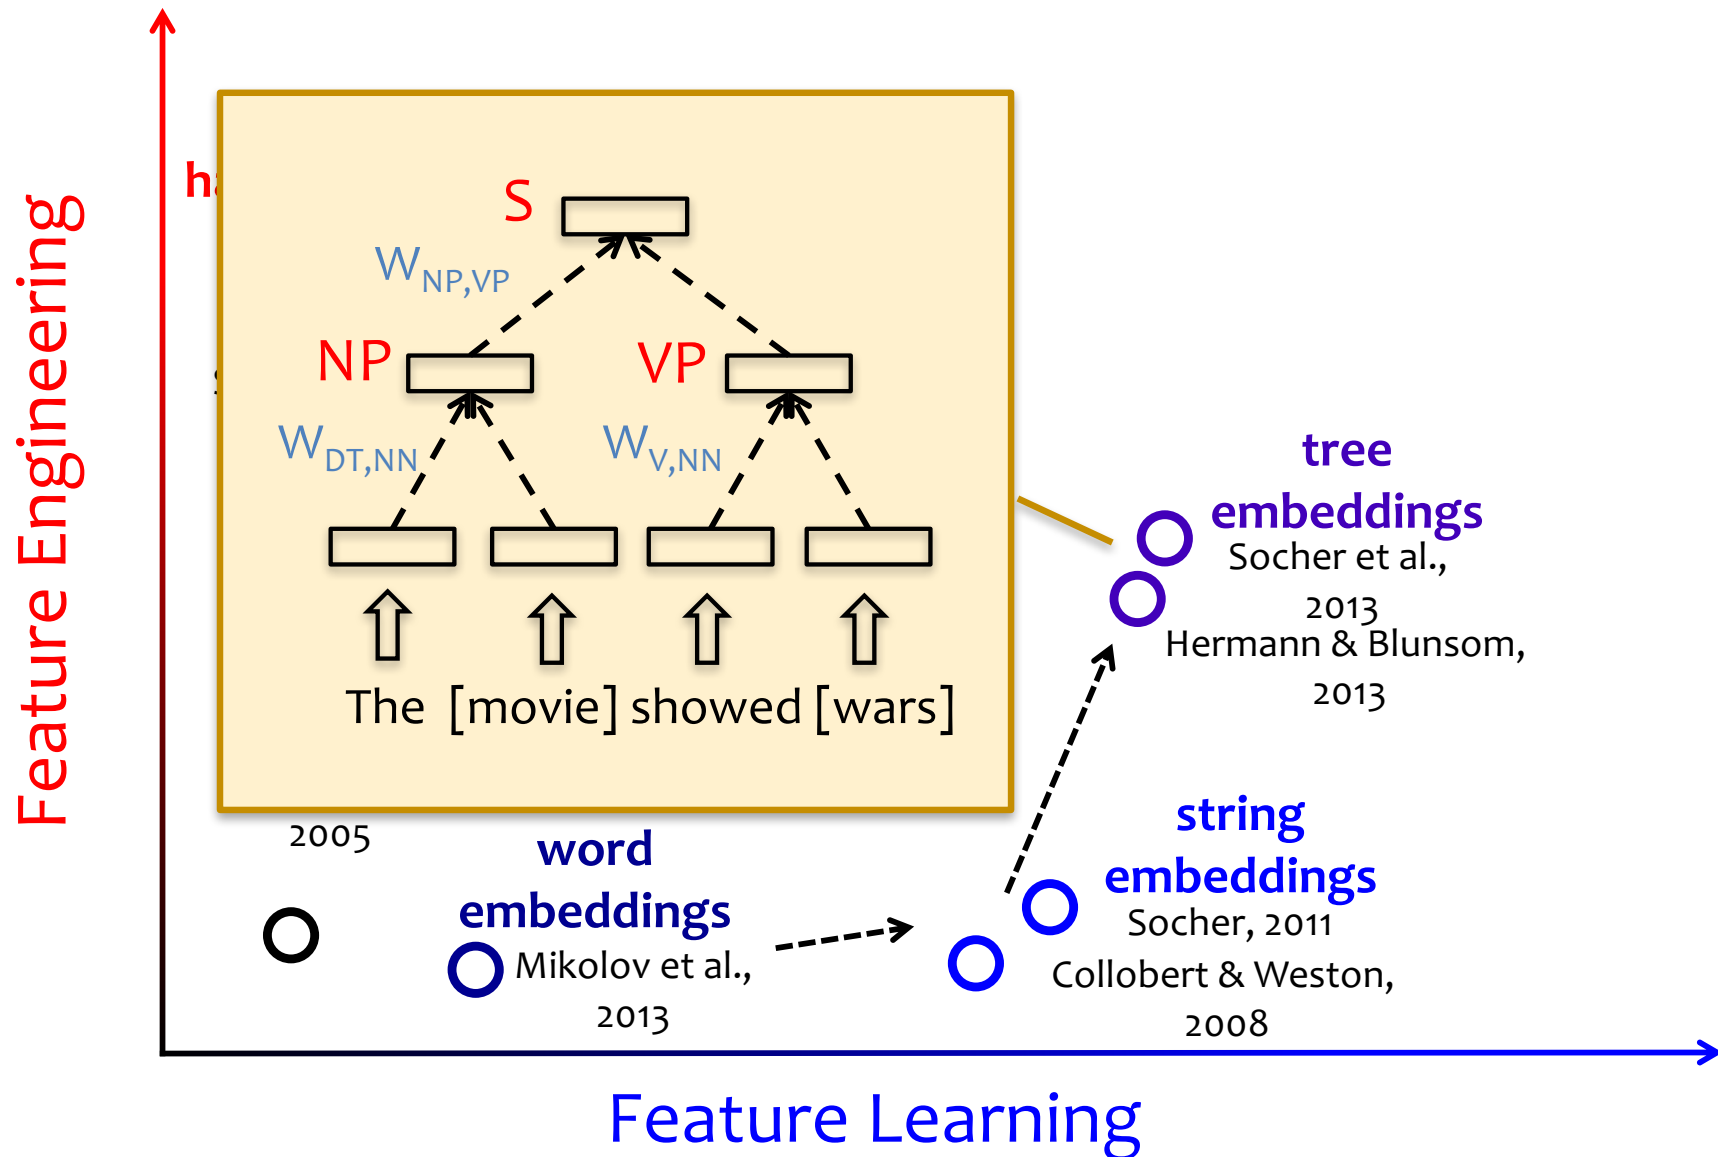 Feature Engineering
S
W_NP,VP
NP
VP
W_DT,NN
W_V,NN
The [movie] showed [wars]
2005
tree
embeddings
Socher et al.,
2013
Hermann & Blunsom,
2013
word
embeddings
Mikolov et al.,
2013
string
embeddings
Socher, 2011
Collobert & Weston,
2008
Feature Learning